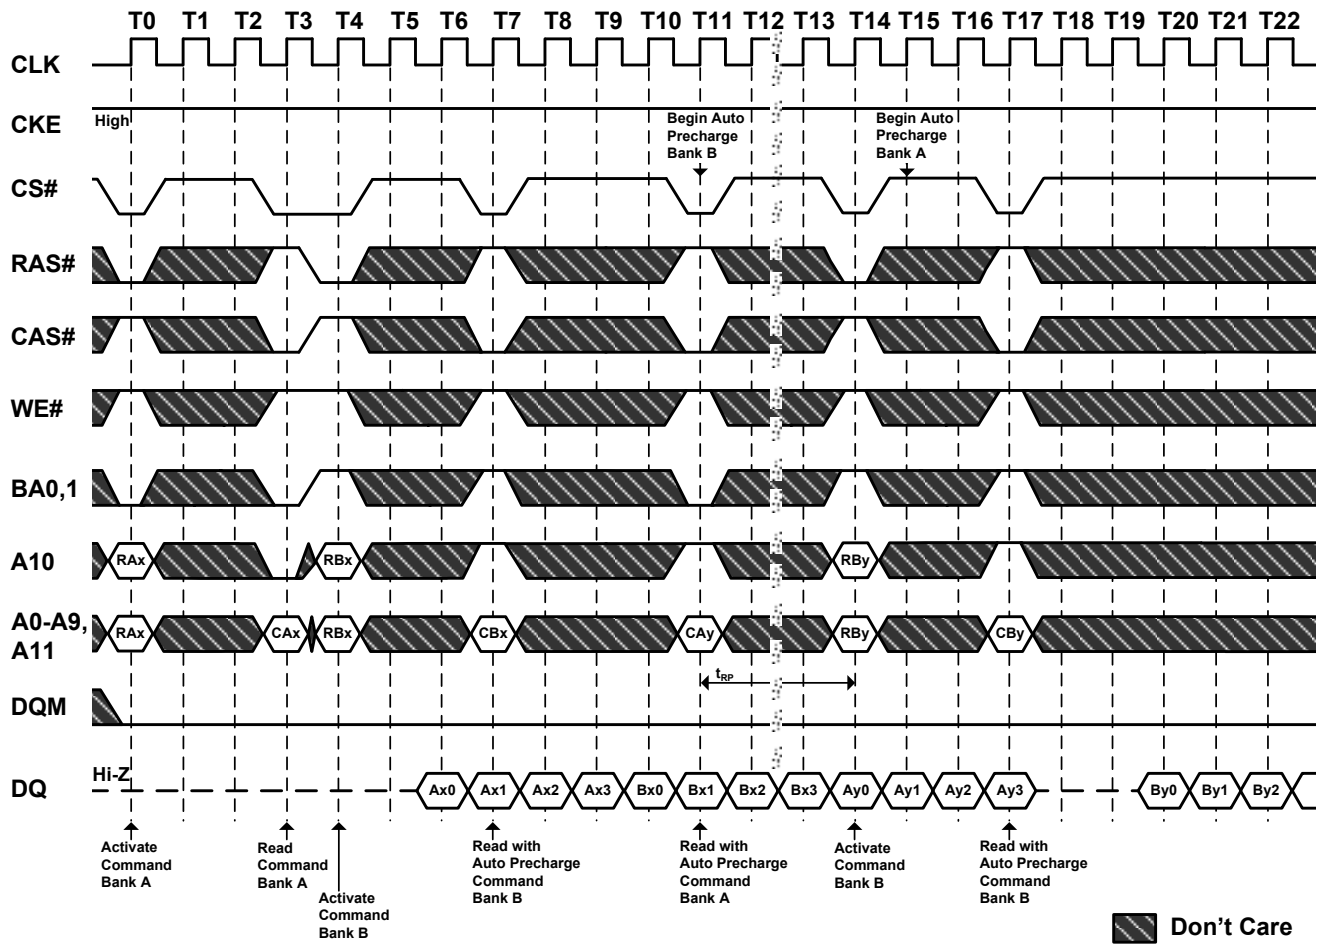 T0 T1 T2 T3 T4 T5 T6 T7 T8 T9 T10 T11 T12 T13 T14 T15 T16 T17 T18 T19 T20 T21 T22
CLK
CKE
High
Begin Auto
Precharge
Bank B
Begin Auto
Precharge
Bank A
CS#
RAS#
CAS#
WE#
BA0,1
A10
RAx RBx RBy
A0-A9,
A11
RAx CAx RBx CBx CAy RBy CBy
tRP
DQM
Hi-Z
DQ
Ax0 Ax1 Ax2 Ax3 Bx0 Bx1 Bx2 Bx3 Ay0 Ay1 Ay2 Ay3 By0 By1 By2
Activate
Command
Bank A
Read
Command
Bank A
Activate
Command
Bank B
Read with
Auto Precharge
Command
Bank B
Read with
Auto Precharge
Command
Bank A
Activate
Command
Bank B
Read with
Auto Precharge
Command
Bank B
Don't Care